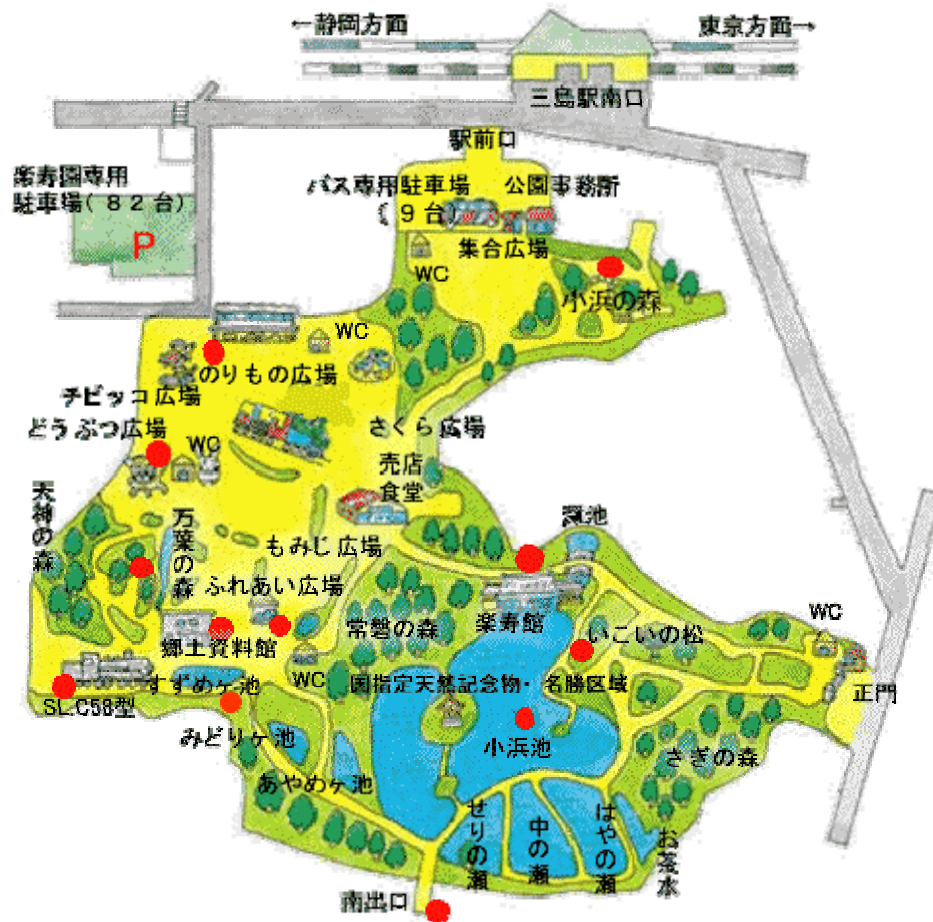 ←静岡方面
東京方面→
三島駅南口
駅前口
楽寿園専用
駐車場(82台)
P
バス専用駐車場
(9台)
公園事務所
集合広場
WC
小浜の森
WC
のりもの広場
チビッコ広場
どうぶつ広場
WC
さくら広場
売店
食堂
天神の森
万葉の森
もみじ広場
ふれあい広場
深池
常磐の森
楽寿館
いこいの松
WC
郷土資料館
WC
国指定天然記念物・名勝区域
正門
すずめヶ池
SL.C58型
みどりヶ池
小浜池
さぎの森
あやめヶ池
せりの瀬
中の瀬
はやの瀬
お茶水
南出口